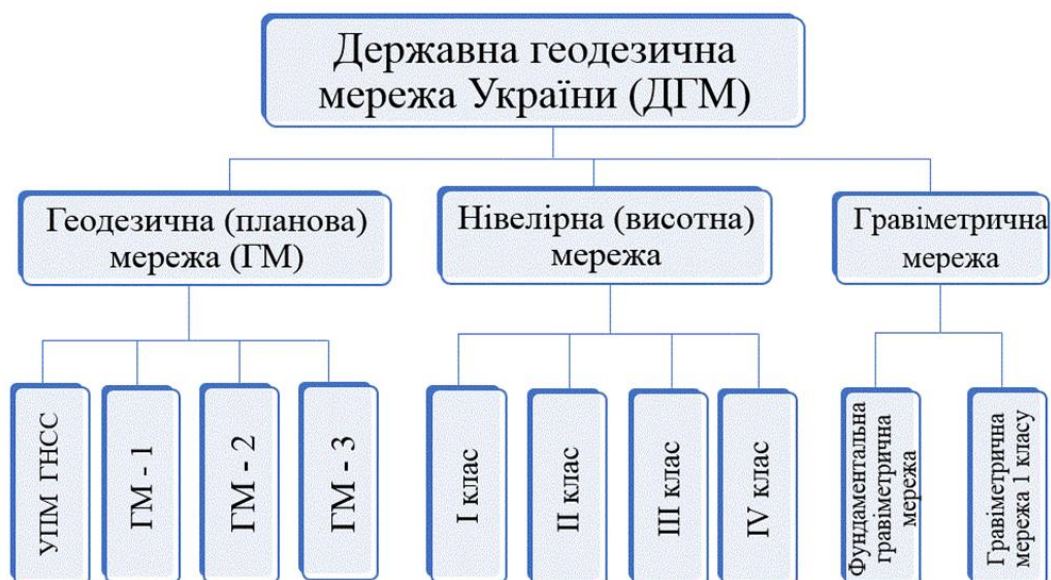 Державна геодезична
мережа України (ДГМ)
Геодезична (планова)
мережа (ГМ)
Нівелірна (висотна)
мережа
Гравіметрична
мережа
УПМ ГНСС
ГМ - 1
ГМ - 2
ГМ - 3
I клас
II клас
III клас
IV клас
Фундаментальна
гравіметрична
мережа
Гравіметрична
мережа 1 класу